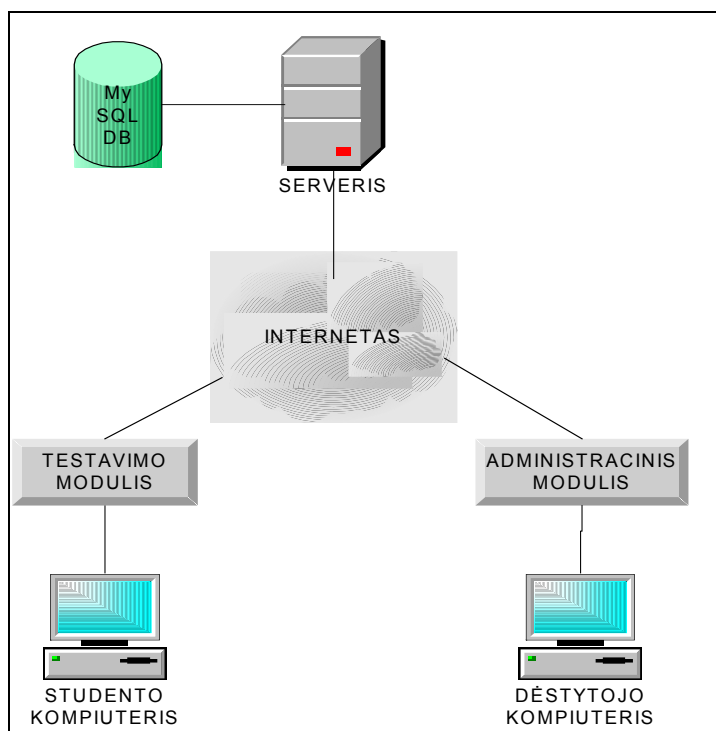 My
SQL
DB
SERVERIS
INTERNETAS
TESTAVIMO
MODULIS
ADMINISTRACINIS
MODULIS
STUDENTO
KOMPIUTERIS
DĖSTYTOJO
KOMPIUTERIS